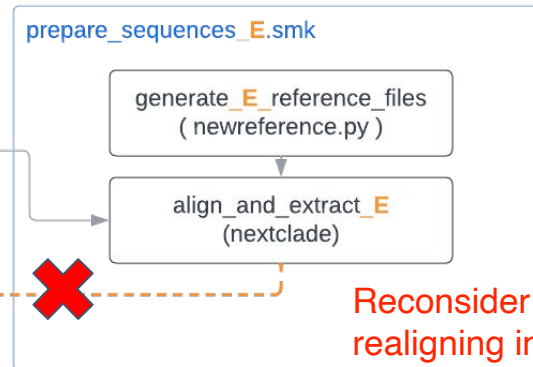 prepare_sequences_E.smk
generate_E_reference_files
( newreference.py )
align_and_extract_E
(nextclade)
Reconsider
realigning